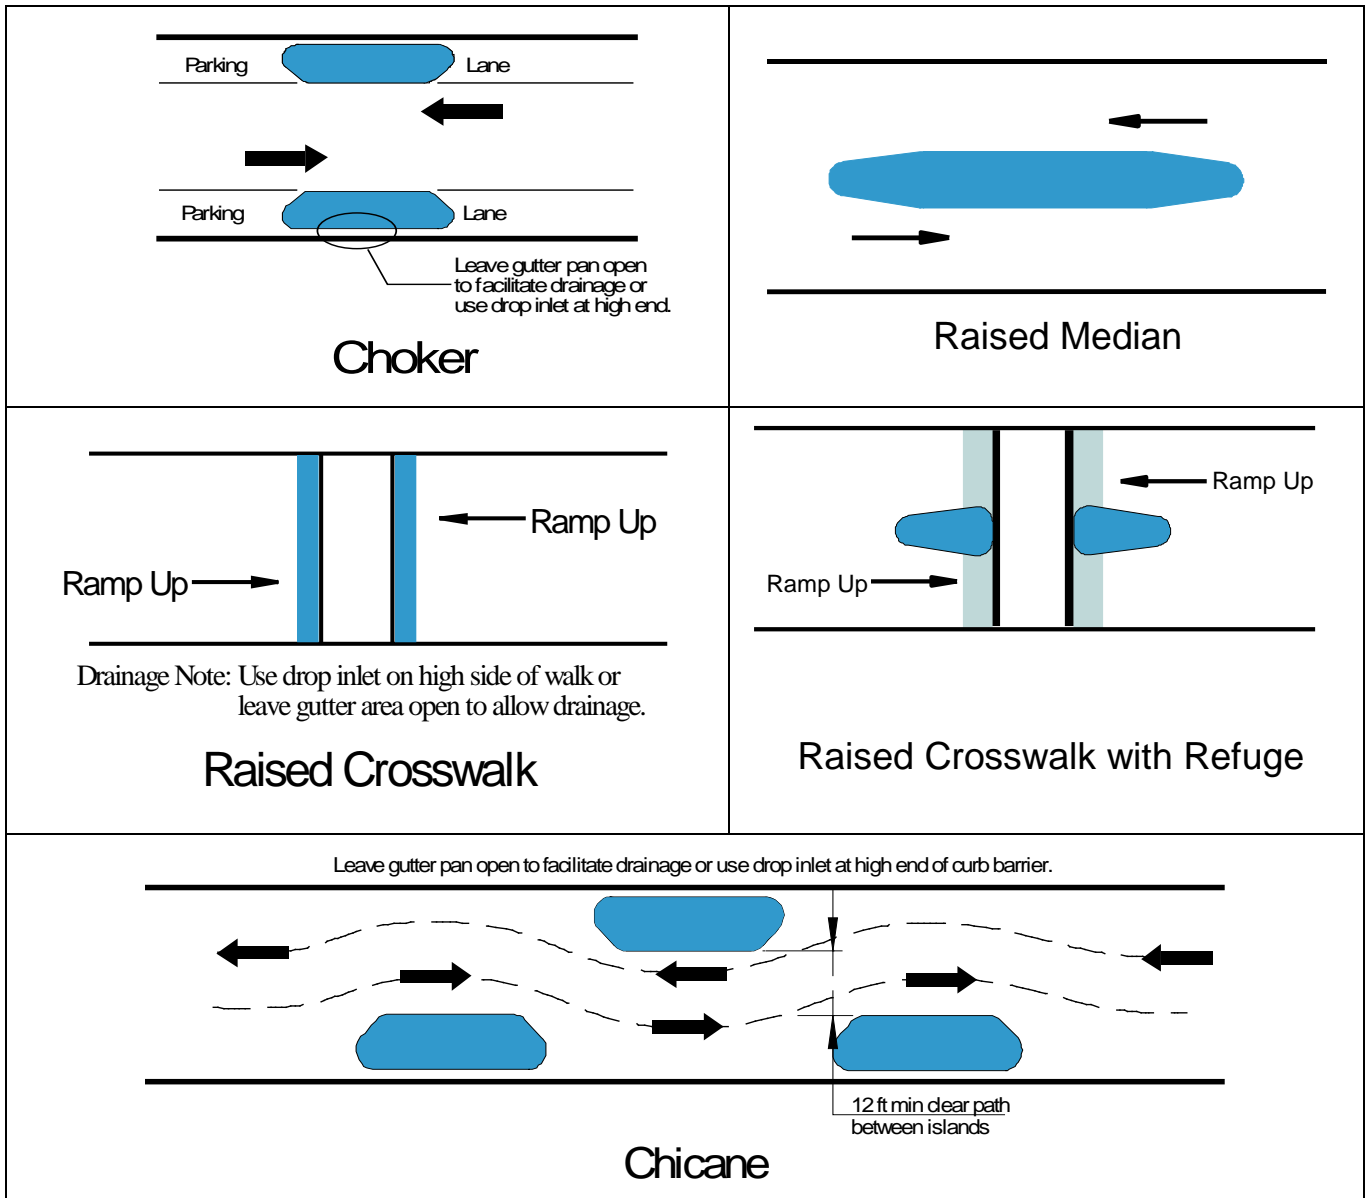 Parking Lane
Parking Lane
Leave gutter pan open
to facilitate drainage or
use drop inlet at high end.
Choker
Raised Median
Ramp Up
Ramp Up
Drainage Note: Use drop inlet on high side of walk or
leave gutter area open to allow drainage.
Raised Crosswalk
Ramp Up
Ramp Up
Raised Crosswalk with Refuge
Leave gutter pan open to facilitate drainage or use drop inlet at high end of curb barrier.
12 ft min clear path
between islands
Chicane